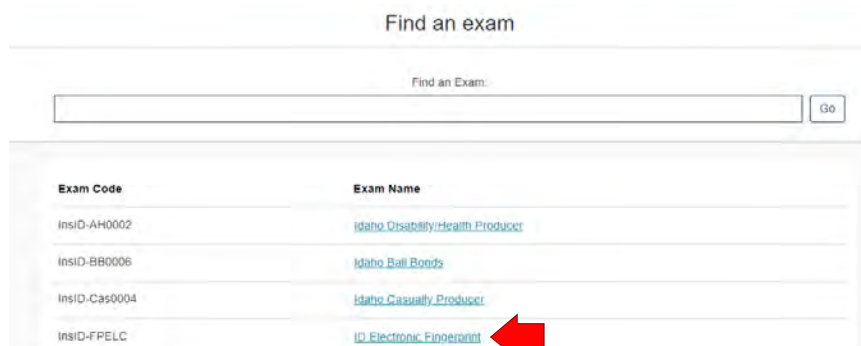 Find an exam
Find an Exam:
Go
Exam Code Exam Name
InsID-AH0002 Idaho Disability/Health Producer
InsID-BB0006 Idaho Bail Bonds
InsID-Cas0004 Idaho Casualty Producer
InsID-FPELC ID Electronic Fingerprint